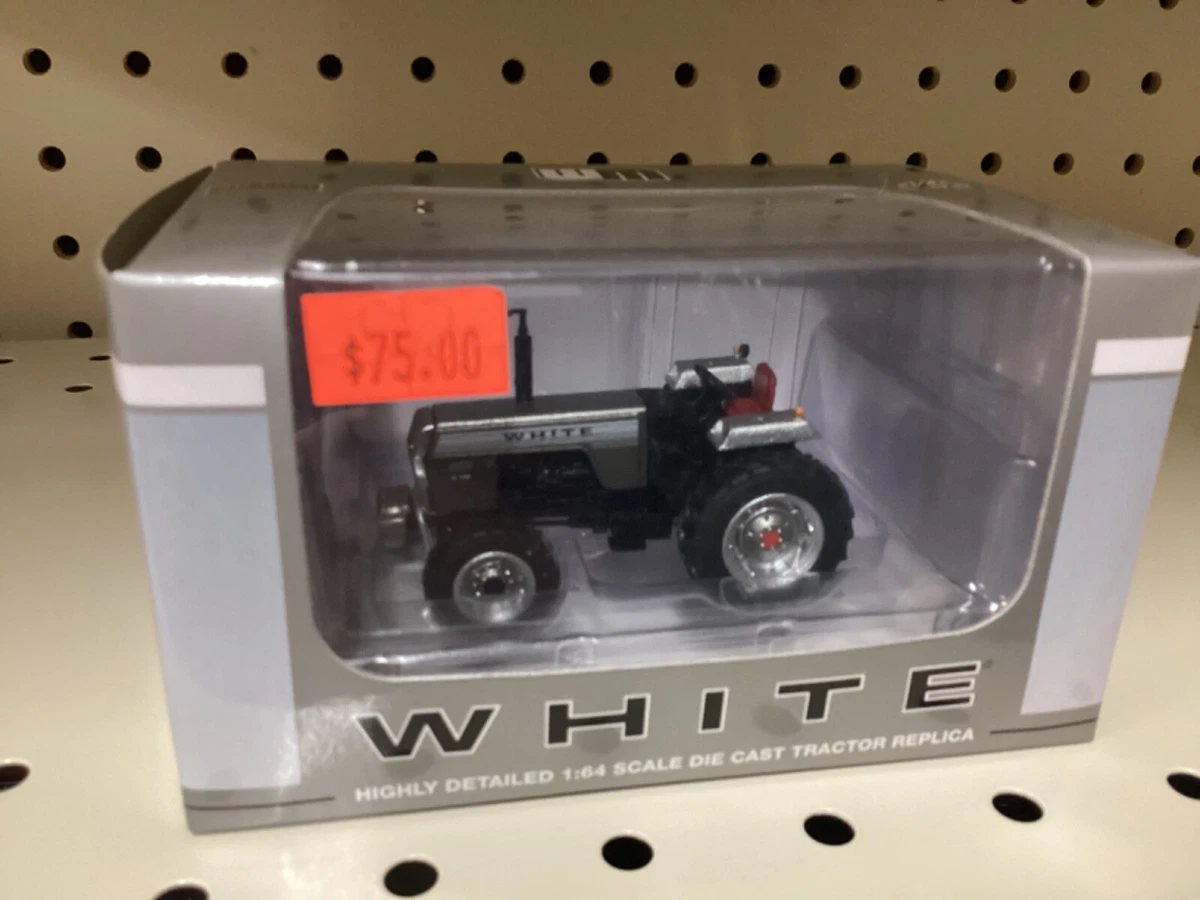 $75.00
WHITE
WHITE
HIGHLY DETAILED 1:64 SCALE DIE CAST TRACTOR REPLICA